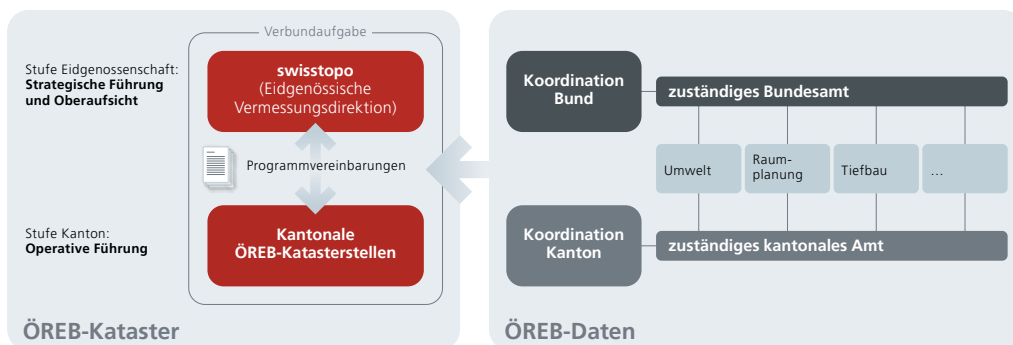 Verbundaufgabe
Stufe Eidgenossenschaft:
Strategische Führung
und Oberaufsicht
swisstopo
(Eidgenössische
Vermessungsdirektion)
Programmvereinbarungen
Stufe Kanton:
Operative Führung
Kantonale
ÖREB-Katasterstellen
ÖREB-Kataster
Koordination
Bund
zuständiges Bundesamt
Umwelt
Raum-
planung
Tiefbau
...
Koordination
Kanton
zuständiges kantonales Amt
ÖREB-Daten